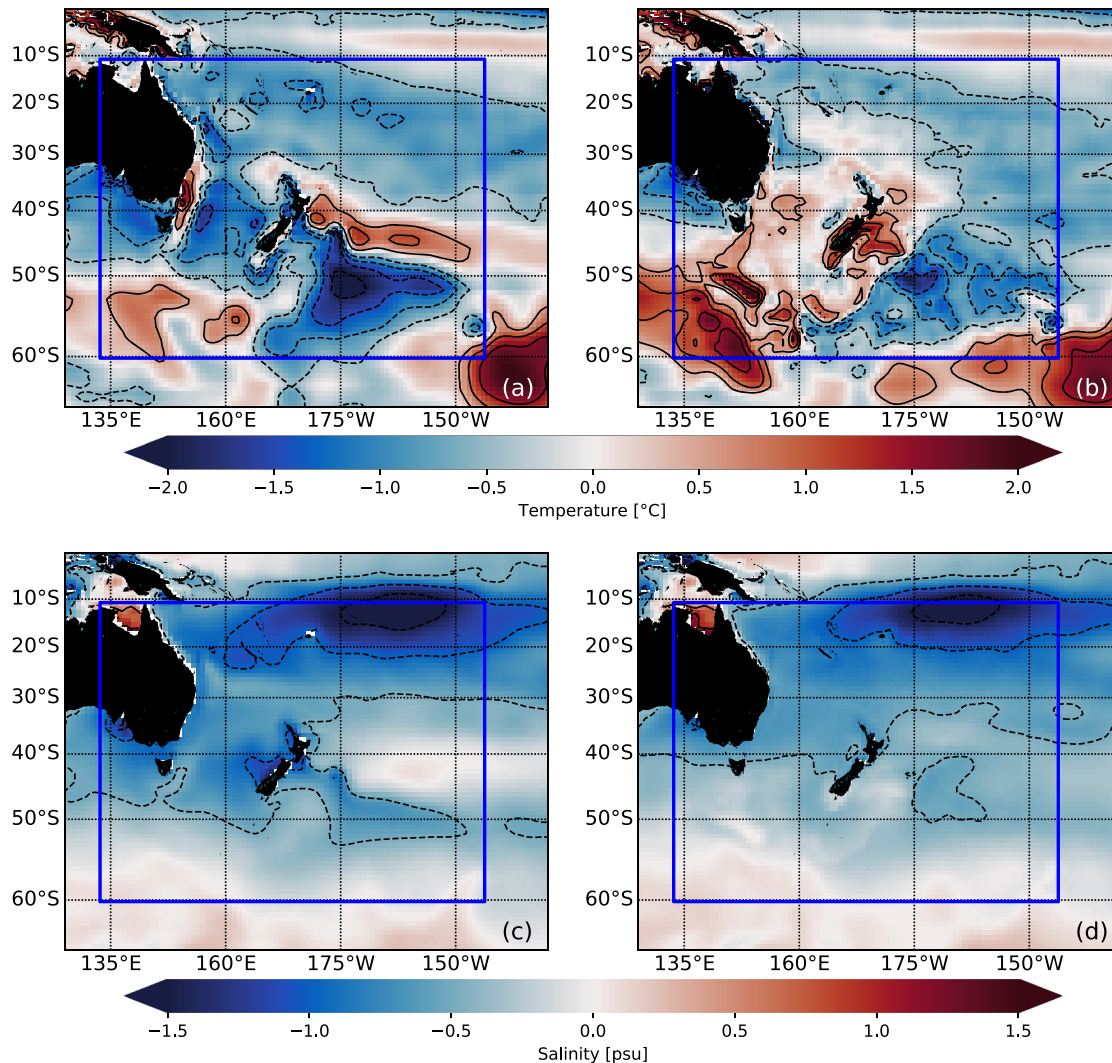 10°S
20°S
30°S
40°S
50°S
60°S
135°E 160°E 175°W 150°W
(a)
10°S
20°S
30°S
40°S
50°S
60°S
135°E 160°E 175°W 150°W
(b)
−2.0 −1.5 −1.0 −0.5 0.0 0.5 1.0 1.5 2.0
Temperature [°C]
10°S
20°S
30°S
40°S
50°S
60°S
135°E 160°E 175°W 150°W
(c)
10°S
20°S
30°S
40°S
50°S
60°S
135°E 160°E 175°W 150°W
(d)
−1.5 −1.0 −0.5 0.0 0.5 1.0 1.5
Salinity [psu]